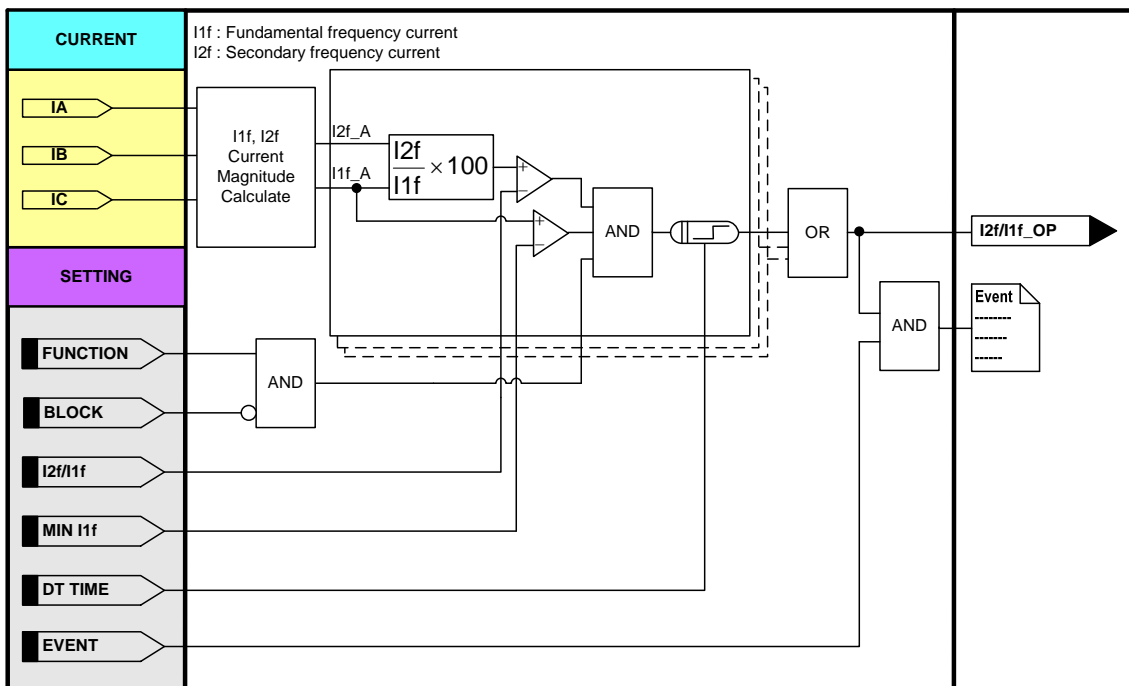 CURRENT
I1f : Fundamental frequency current
I2f : Secondary frequency current
IA
IB
IC
I1f, I2f
Current
Magnitude
Calculate
I2f_A
I1f_A
I2f
I1f
×100
+
−
+
−
AND
OR
I2f/I1f_OP
SETTING
Event
--------
-------
-----
AND
FUNCTION
AND
BLOCK
I2f/I1f
MIN I1f
DT TIME
EVENT